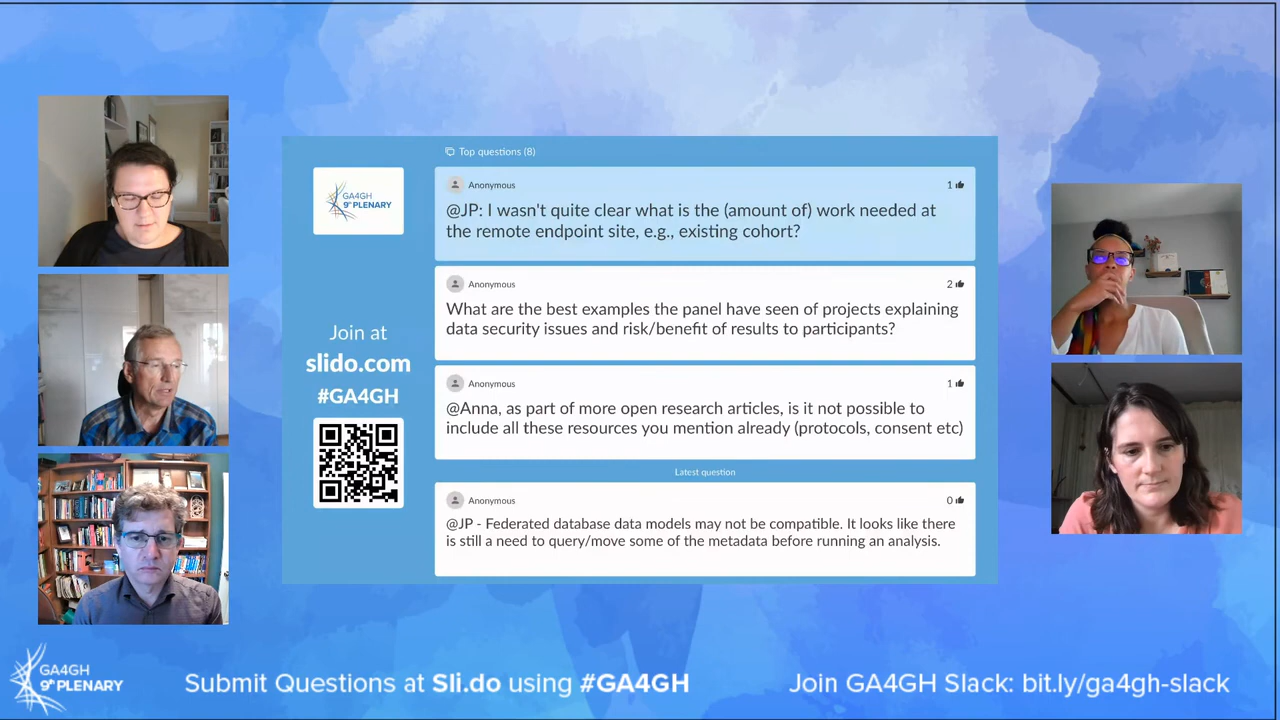 Top questions (8)
GA4GH
9th PLENARY
Join at
slido.com
#GA4GH
Anonymous
1
@JP: I wasn't quite clear what is the (amount of) work needed at
the remote endpoint site, e.g., existing cohort?
Anonymous
2
What are the best examples the panel have seen of projects explaining
data security issues and risk/benefit of results to participants?
Anonymous
1
@Anna, as part of more open research articles, is it not possible to
include all these resources you mention already (protocols, consent etc)
Latest question
Anonymous
0
@JP - Federated database data models may not be compatible. It looks like there
is still a need to query/move some of the metadata before running an analysis.
GA4GH
9th PLENARY
Submit Questions at Sli.do using #GA4GH
Join GA4GH Slack: bit.ly/ga4gh-slack